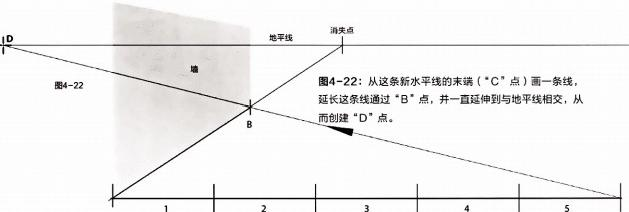 消失点
地平线
D
墙
图4-22
图4-22：从这条新水平线的末端（“C”点）画一条线，
延长这条线通过“B”点，并一直延伸到与地平线相交，从
而创建“D”点。
B
1 2 3 4 5